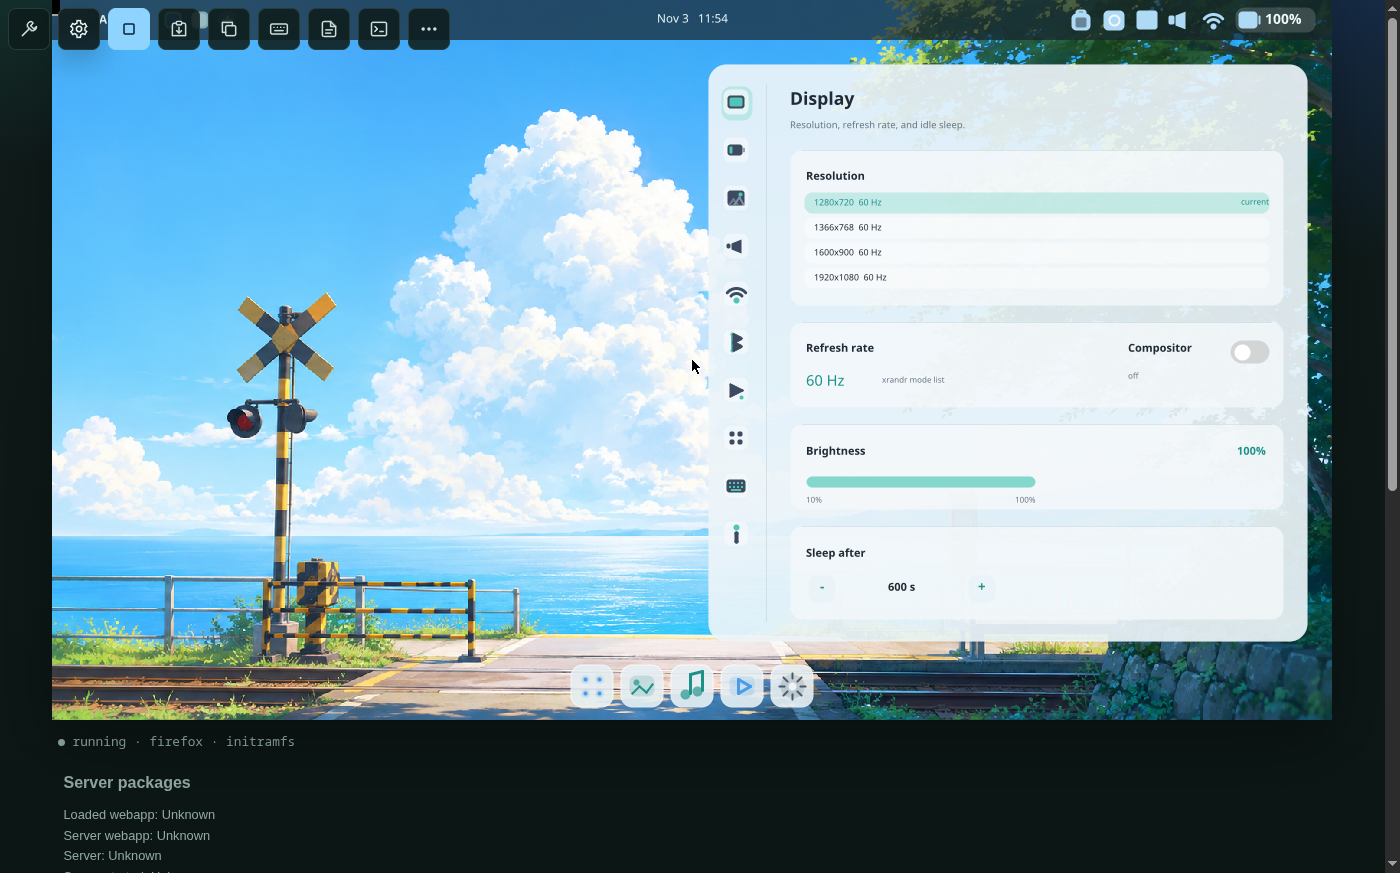 A
Nov 3 11:54
100%
Display
Resolution, refresh rate, and idle sleep.
Resolution
1280x720 60 Hz
current
1366x768 60 Hz
1600x900 60 Hz
1920x1080 60 Hz
Refresh rate
Compositor
60 Hz
xrandr mode list
off
Brightness
100%
10%
100%
Sleep after
-
600 s
+
● running · firefox · initramfs
Server packages
Loaded webapp: Unknown
Server webapp: Unknown
Server: Unknown